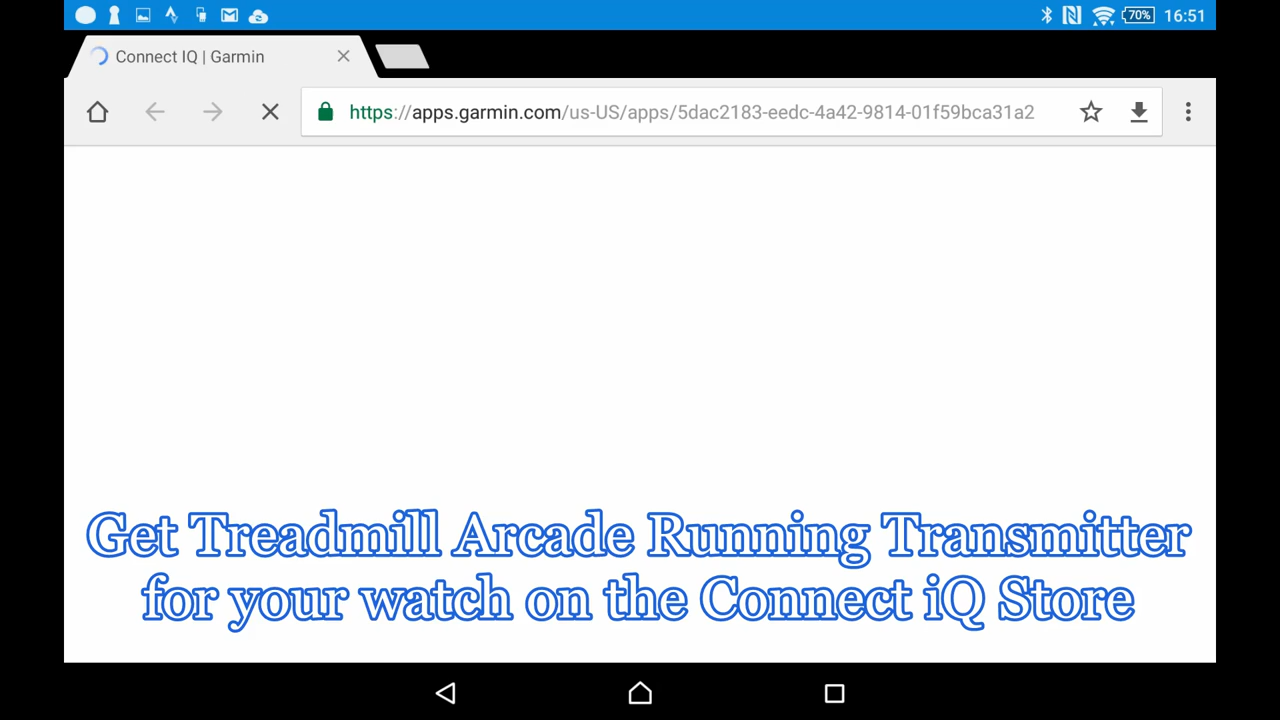 70% 16:51
Connect IQ | Garmin
https://apps.garmin.com/us-US/apps/5dac2183-eedc-4a42-9814-01f59bca31a2
Get Treadmill Arcade Running Transmitter
for your watch on the Connect iQ Store